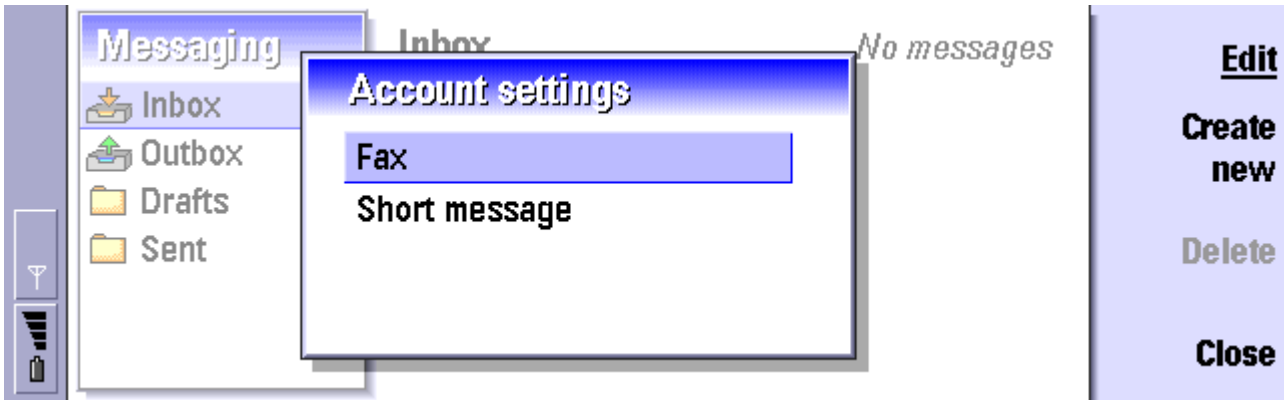 Messaging
Inbox
Outbox
Drafts
Sent
Inbox
No messages
Account settings
Fax
Short message
Edit
Create
new
Delete
Close